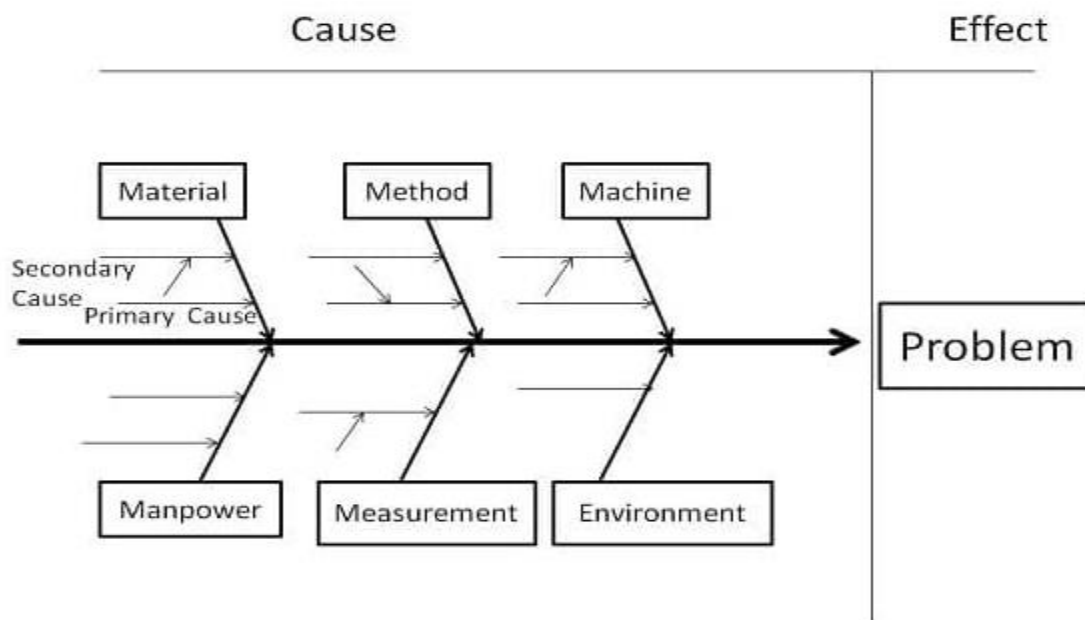 Cause
Effect
Material
Method
Machine
Secondary
Cause
Primary Cause
Problem
Manpower
Measurement
Environment